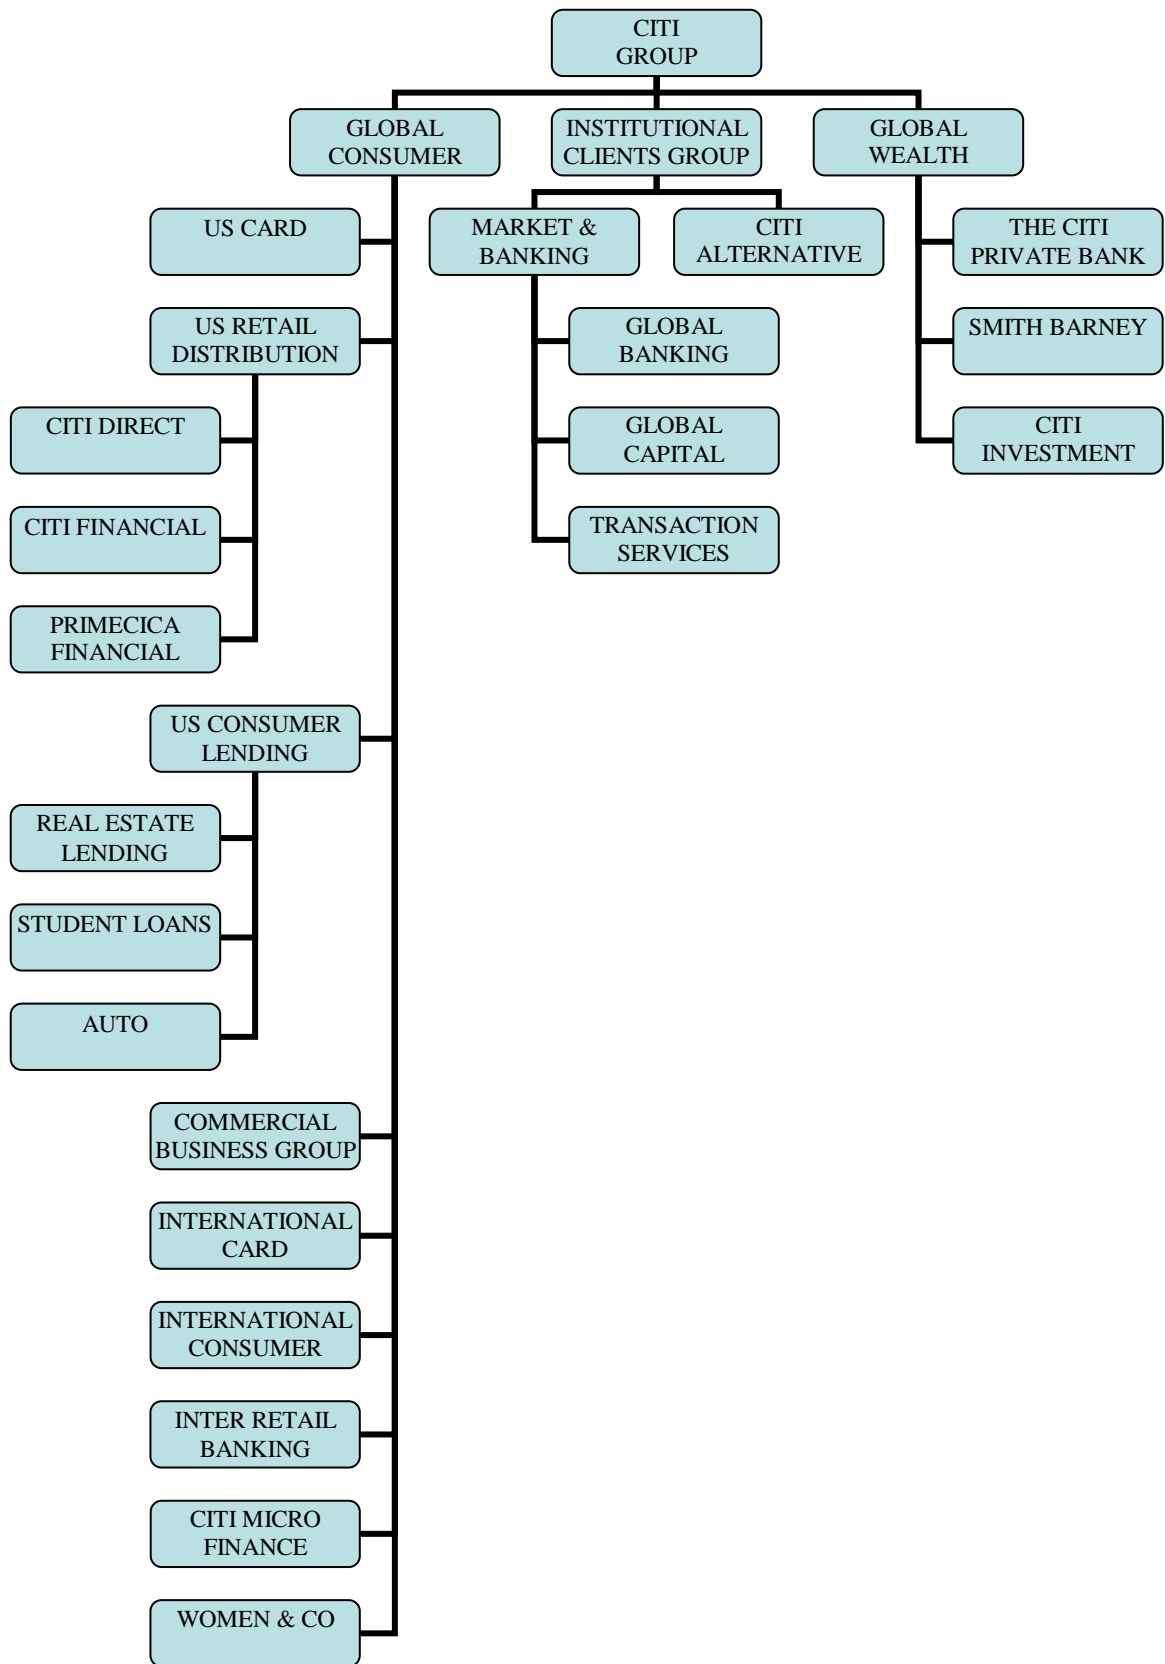 CITI
GROUP
GLOBAL
CONSUMER
INSTITUTIONAL
CLIENTS GROUP
GLOBAL
WEALTH
US CARD
MARKET &
BANKING
CITI
ALTERNATIVE
THE CITI
PRIVATE BANK
US RETAIL
DISTRIBUTION
GLOBAL
BANKING
SMITH BARNEY
CITI DIRECT
GLOBAL
CAPITAL
CITI
INVESTMENT
CITI FINANCIAL
TRANSACTION
SERVICES
PRIMECICA
FINANCIAL
US CONSUMER
LENDING
REAL ESTATE
LENDING
STUDENT LOANS
AUTO
COMMERCIAL
BUSINESS GROUP
INTERNATIONAL
CARD
INTERNATIONAL
CONSUMER
INTER RETAIL
BANKING
CITI MICRO
FINANCE
WOMEN & CO